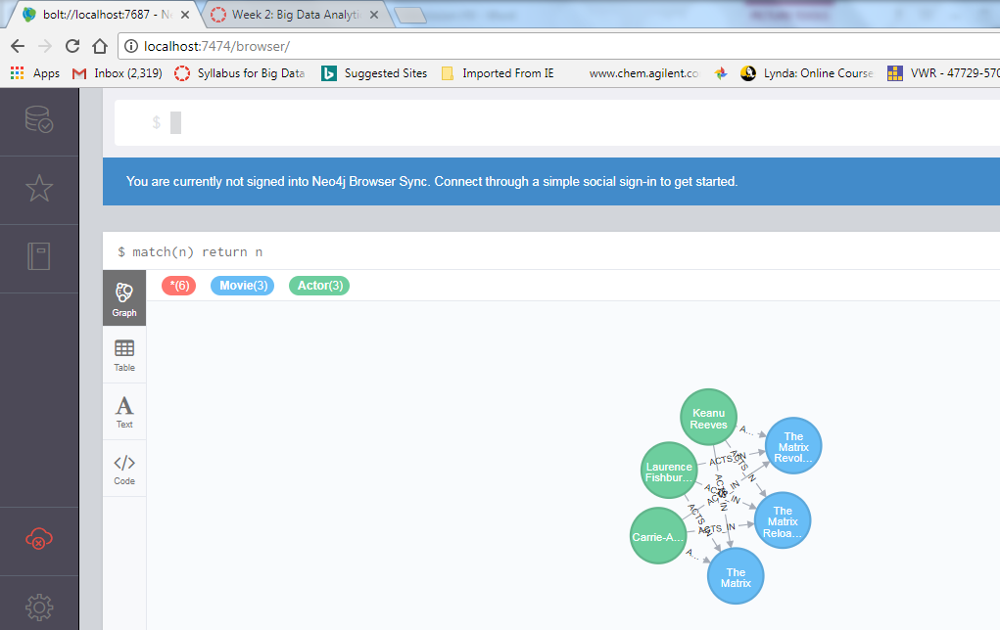 bolt://localhost:7687 - Ne
Week 2: Big Data Analytic
localhost:7474/browser/
Apps
Inbox (2,319)
Syllabus for Big Data
Suggested Sites
Imported From IE
www.chem.agilent.co
Lynda: Online Course
VWR - 47729-570
$
You are currently not signed into Neo4j Browser Sync. Connect through a simple social sign-in to get started.
$ match(n) return n
*(6)
Movie(3)
Actor(3)
Graph
Table
A
Text
</>
Code
Keanu
Reeves
A...
The
Matrix
Revol...
ACTS_IN
ACTS_IN
Laurence
Fishbur...
ACTS_IN
ACTS_IN
ACTS_IN
ACTS_IN
The
Matrix
Reloa...
ACTS_IN
Carrie-A...
A...
The
Matrix